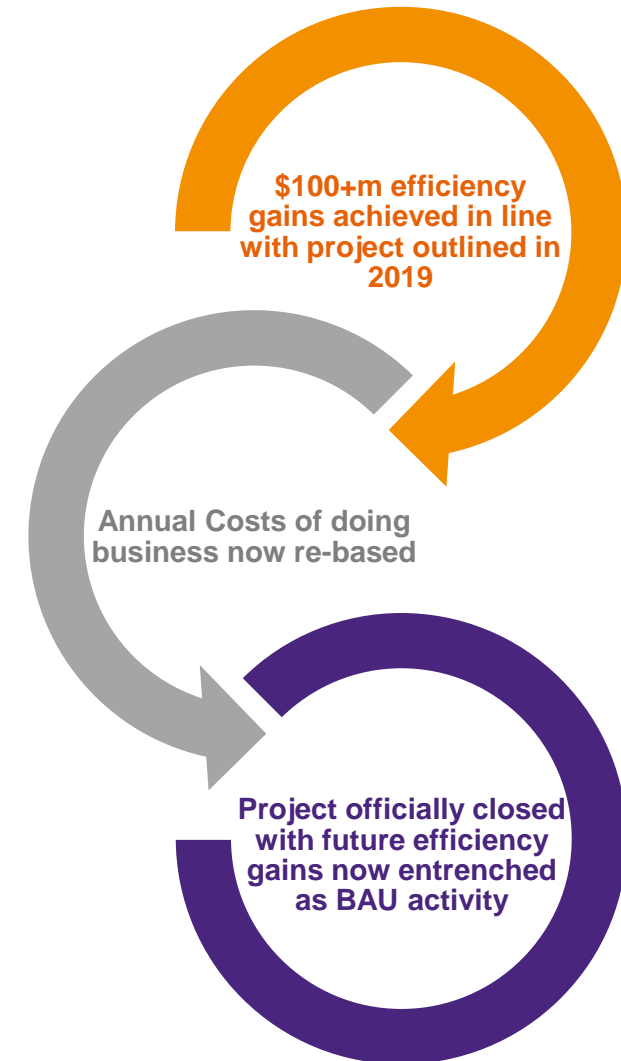 $100+m efficiency
gains achieved in line
with project outlined in
2019
Annual Costs of doing
business now re-based
Project officially closed
with future efficiency
gains now entrenched
as BAU activity